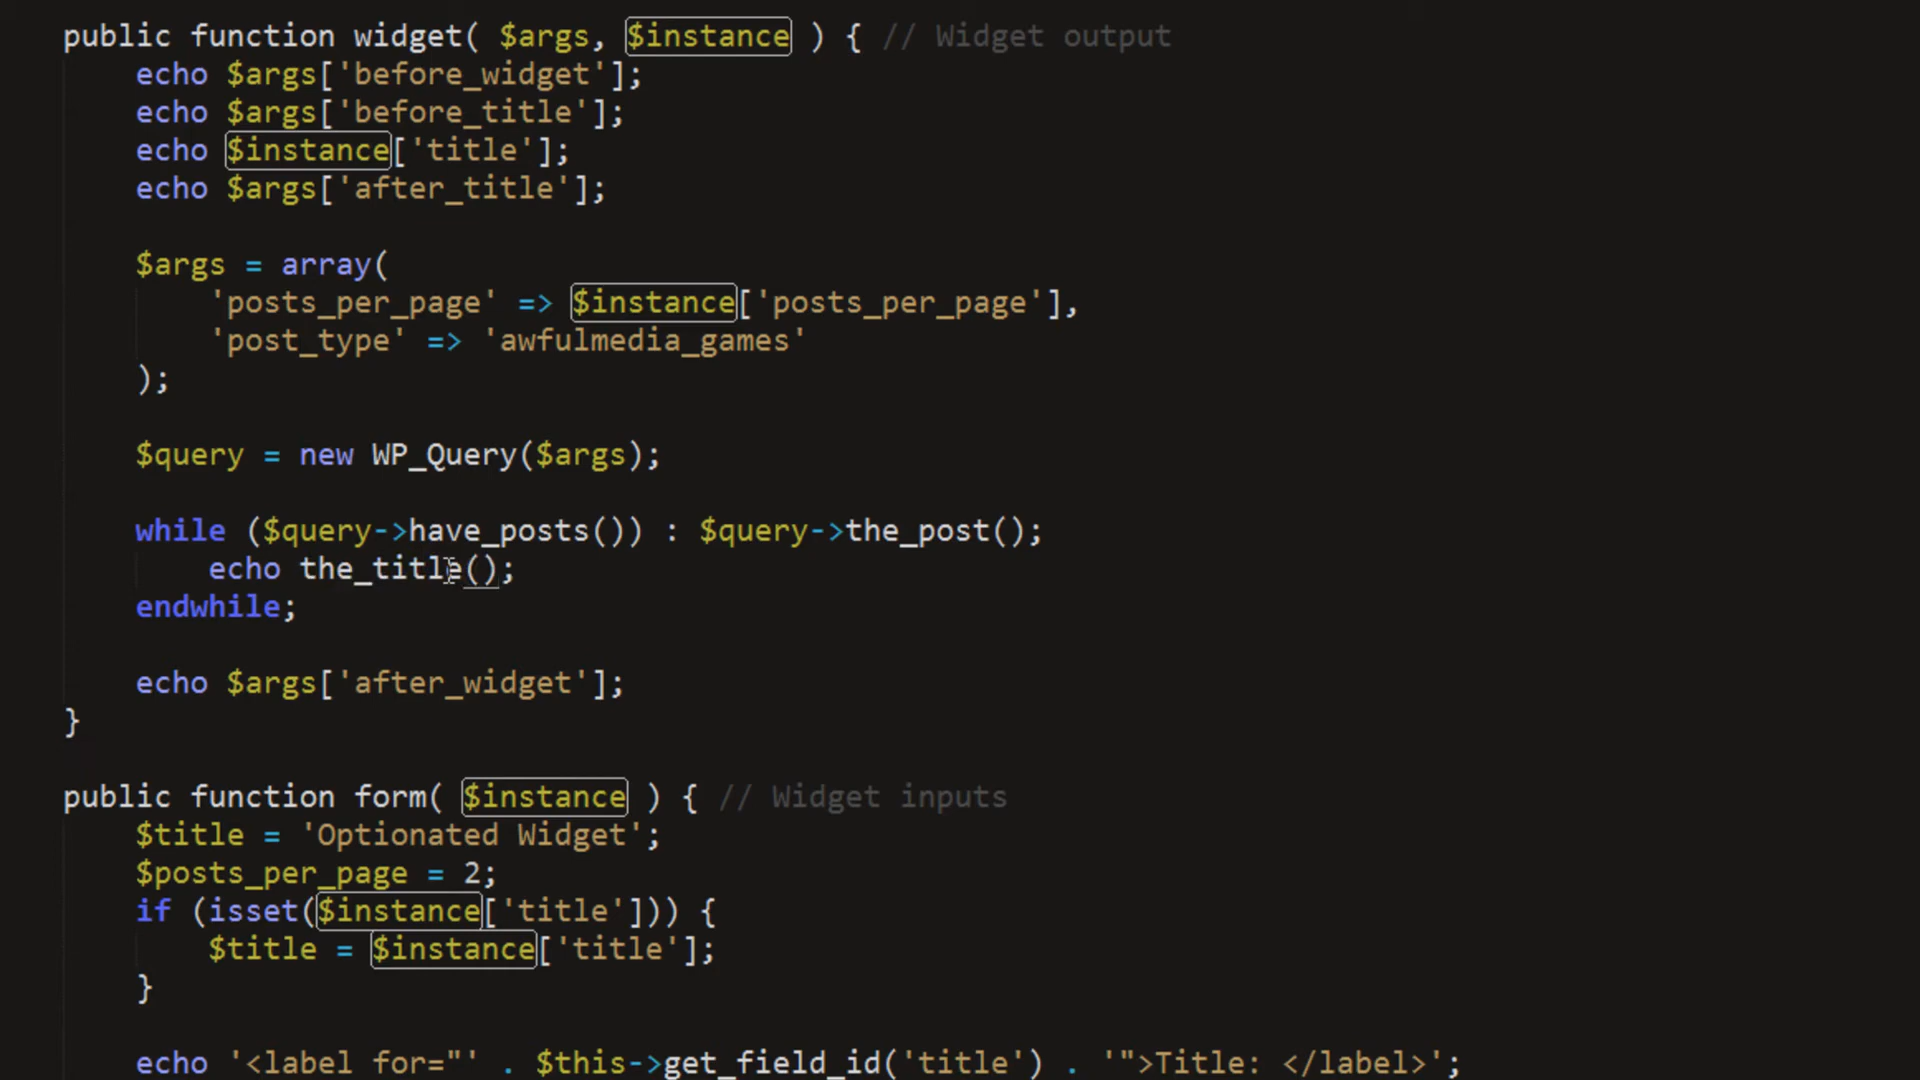 public function widget( $args, $instance ) { // Widget output
echo $args['before_widget'];
echo $args['before_title'];
echo $instance['title'];
echo $args['after_title'];
$args = array(
'posts_per_page' => $instance['posts_per_page'],
'post_type' => 'awfulmedia_games'
);
$query = new WP_Query($args);
while ($query->have_posts()) : $query->the_post();
echo the_title();
endwhile;
echo $args['after_widget'];
}
public function form( $instance ) { // Widget inputs
$title = 'Optionated Widget';
$posts_per_page = 2;
if (isset($instance['title'])) {
$title = $instance['title'];
}
echo '<label for="' . $this->get_field_id('title') . '">Title: </label>';